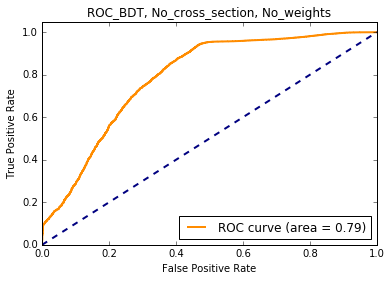 ROC_BDT, No_cross_section, No_weights
True Positive Rate
1.0
0.8
0.6
0.4
0.2
0.0
ROC curve (area = 0.79)
0.0 0.2 0.4 0.6 0.8 1.0
False Positive Rate